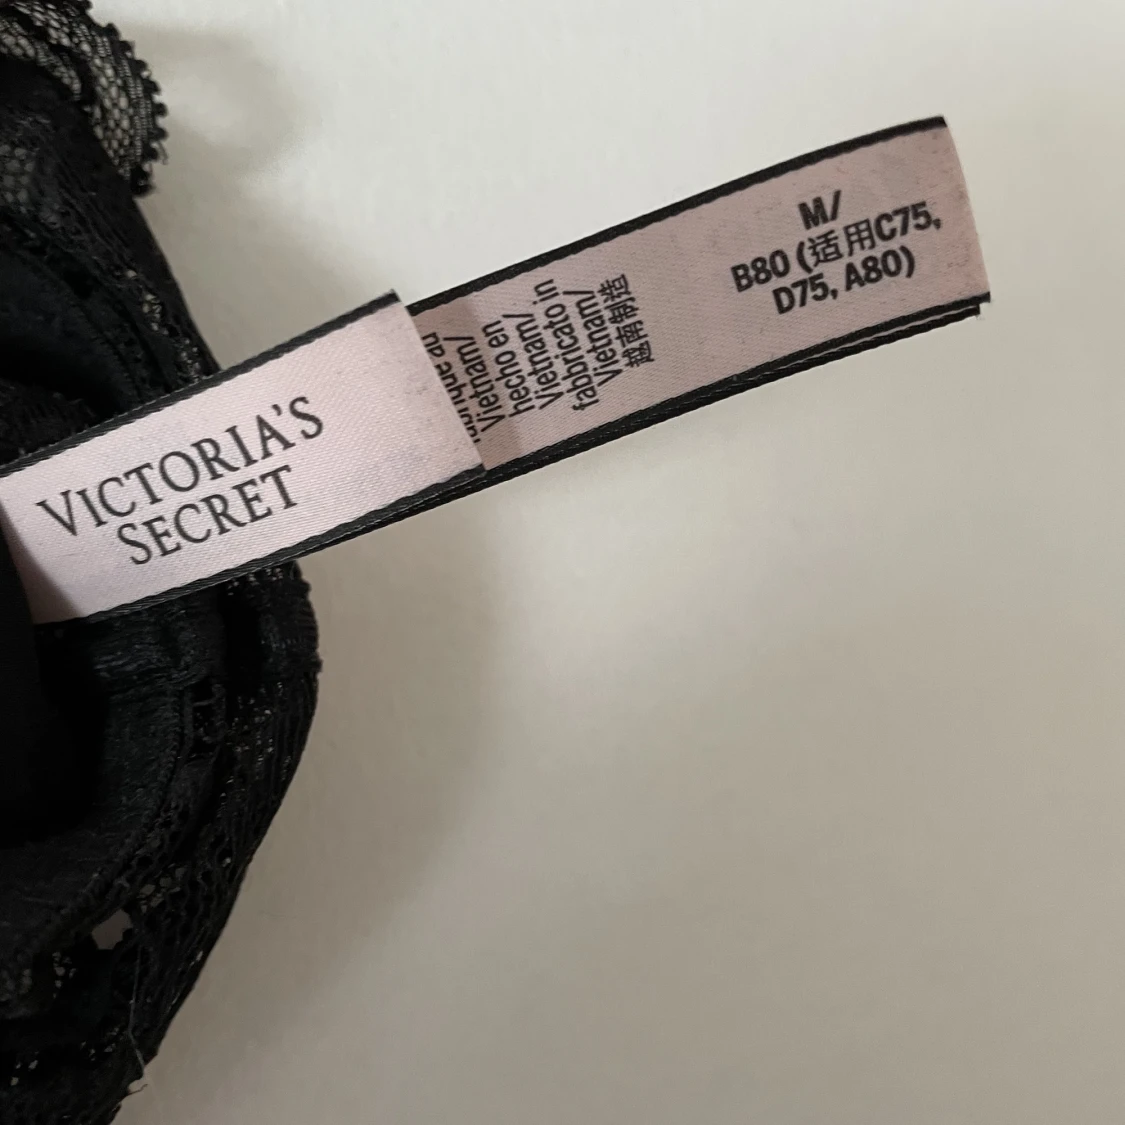 VICTORIA'S
SECRET
Vietnam/
hecho en
Vietnam/
fabbricato in
Vietnam/
越南制造
M/
B80 (适用C75,
D75, A80)